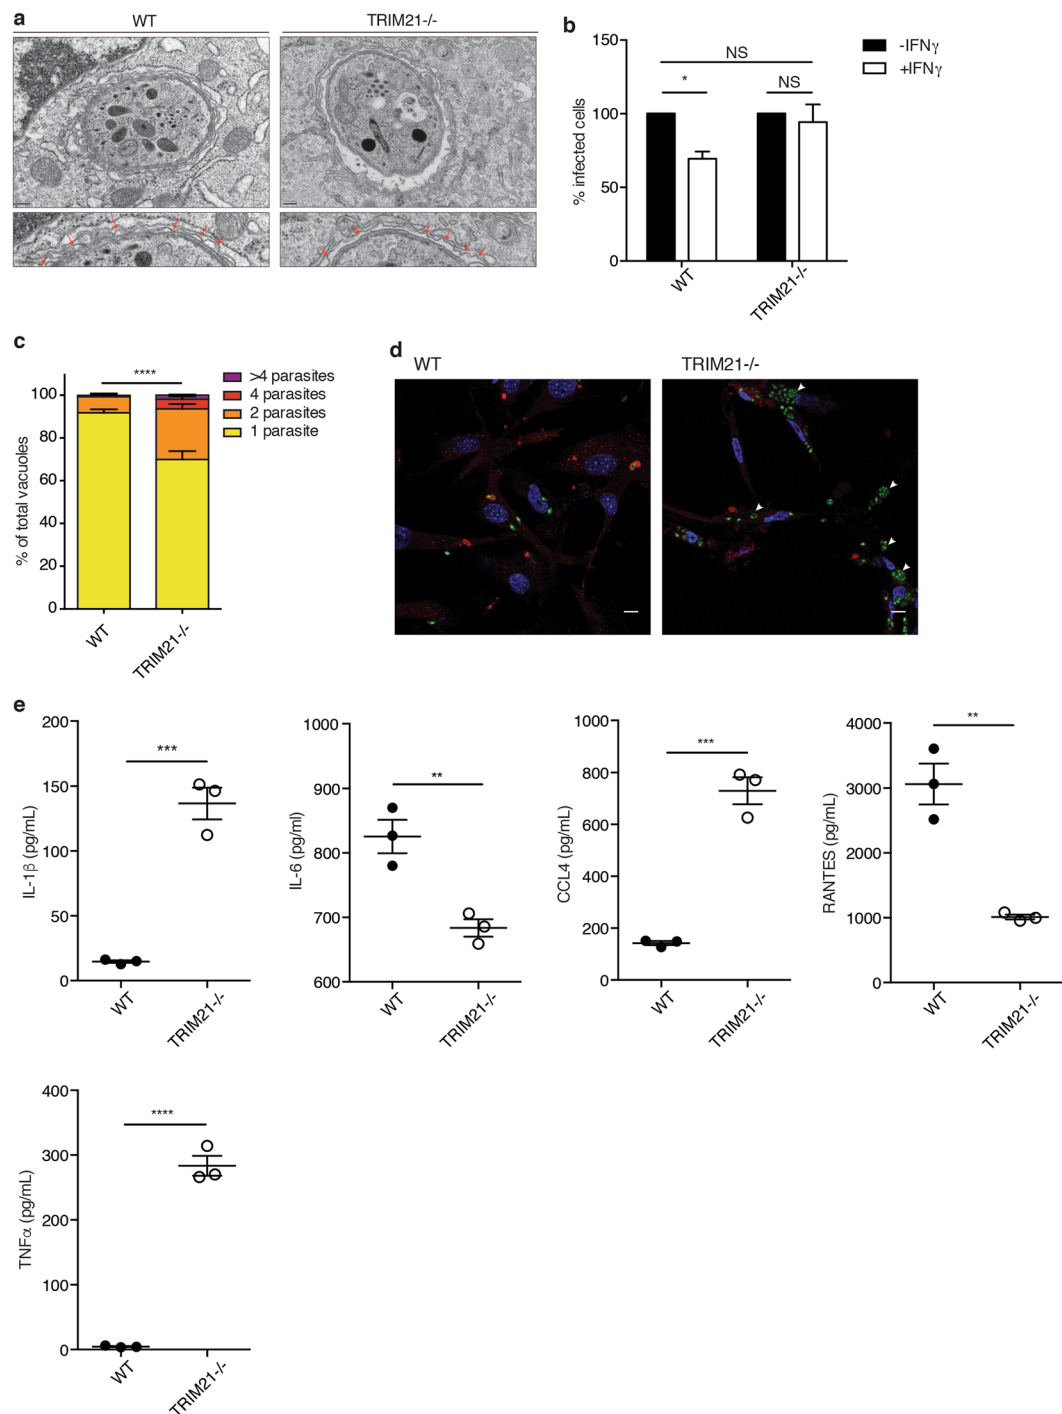 a
WT
TRIM21-/-
b
150
100
50
0
% infected cells
NS
*
NS
-IFNγ
+IFNγ
WT
TRIM21-/-
c
****
100
80
60
40
20
0
% of total vacuoles
>4 parasites
4 parasites
2 parasites
1 parasite
WT
TRIM21-/-
d
WT
TRIM21-/-
e
200
150
100
50
0
IL-1β (pg/mL)
***
WT
TRIM21-/-
1000
900
800
700
600
IL-6 (pg/ml)
**
WT
TRIM21-/-
1000
800
600
400
200
0
CCL4 (pg/mL)
***
WT
TRIM21-/-
4000
3000
2000
1000
0
RANTES (pg/mL)
**
WT
TRIM21-/-
400
300
200
100
0
TNFα (pg/mL)
****
WT
TRIM21-/-